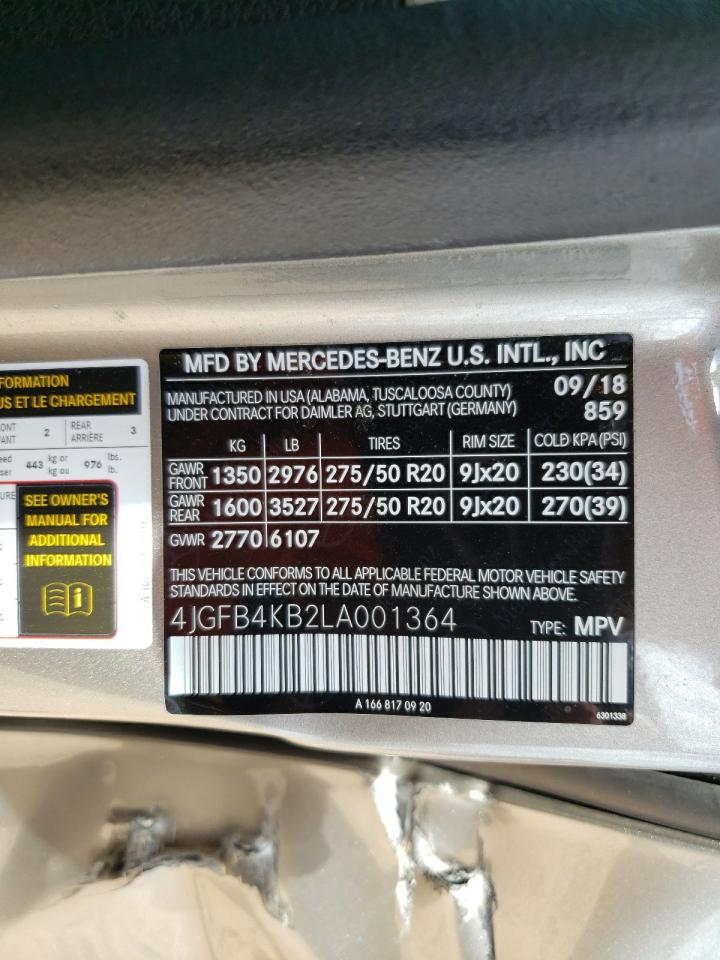 FORMATION
US ET LE CHARGEMENT
2 REAR 3
ARRIÈRE
443 kg or 976 lbs.
kg ou lb.
SEE OWNER'S
MANUAL FOR
ADDITIONAL
INFORMATION
MFD BY MERCEDES-BENZ U.S. INTL., INC
MANUFACTURED IN USA (ALABAMA, TUSCALOOSA COUNTY) 09/18
UNDER CONTRACT FOR DAIMLER AG, STUTTGART (GERMANY) 859
KG LB TIRES RIM SIZE COLD KPA (PSI)
GAWR FRONT 1350 2976 275/50 R20 9Jx20 230(34)
GAWR REAR 1600 3527 275/50 R20 9Jx20 270(39)
GVWR 2770 6107
THIS VEHICLE CONFORMS TO ALL APPLICABLE FEDERAL MOTOR VEHICLE SAFETY
STANDARDS IN EFFECT ON THE DATE OF MANUFACTURE SHOWN ABOVE.
4JGFB4KB2LA001364 TYPE: MPV
A 166 817 09 20
6301338